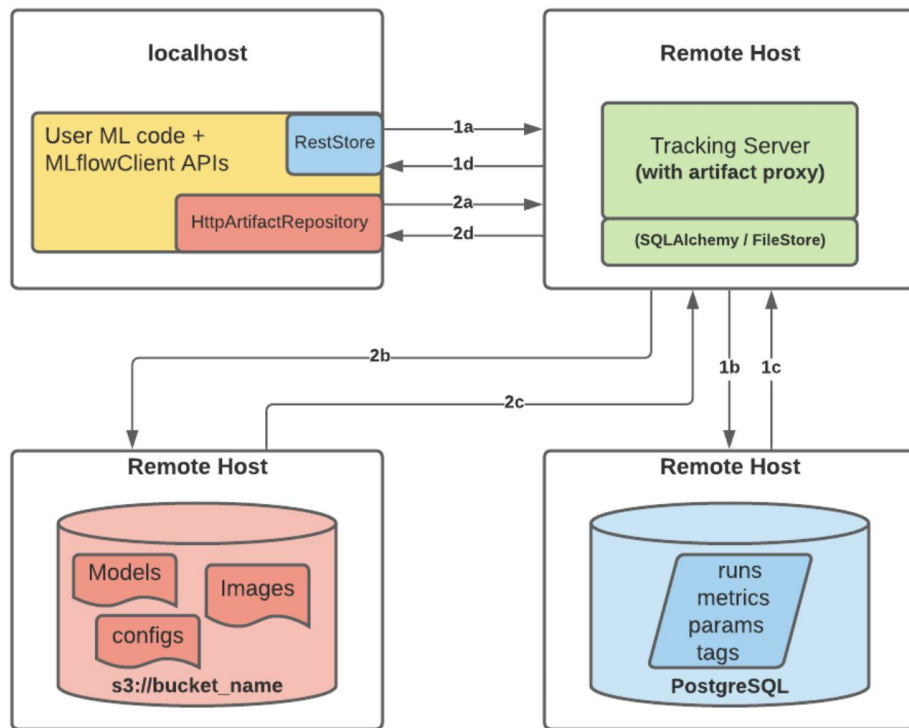 localhost
User ML code +
MLflowClient APIs
RestStore
HttpArtifactRepository
1a
1d
2a
2d
Remote Host
Tracking Server
(with artifact proxy)
(SQLAlchemy / FileStore)
2b
2c
1b
1c
Remote Host
Models
Images
configs
s3://bucket_name
Remote Host
runs
metrics
params
tags
PostgreSQL